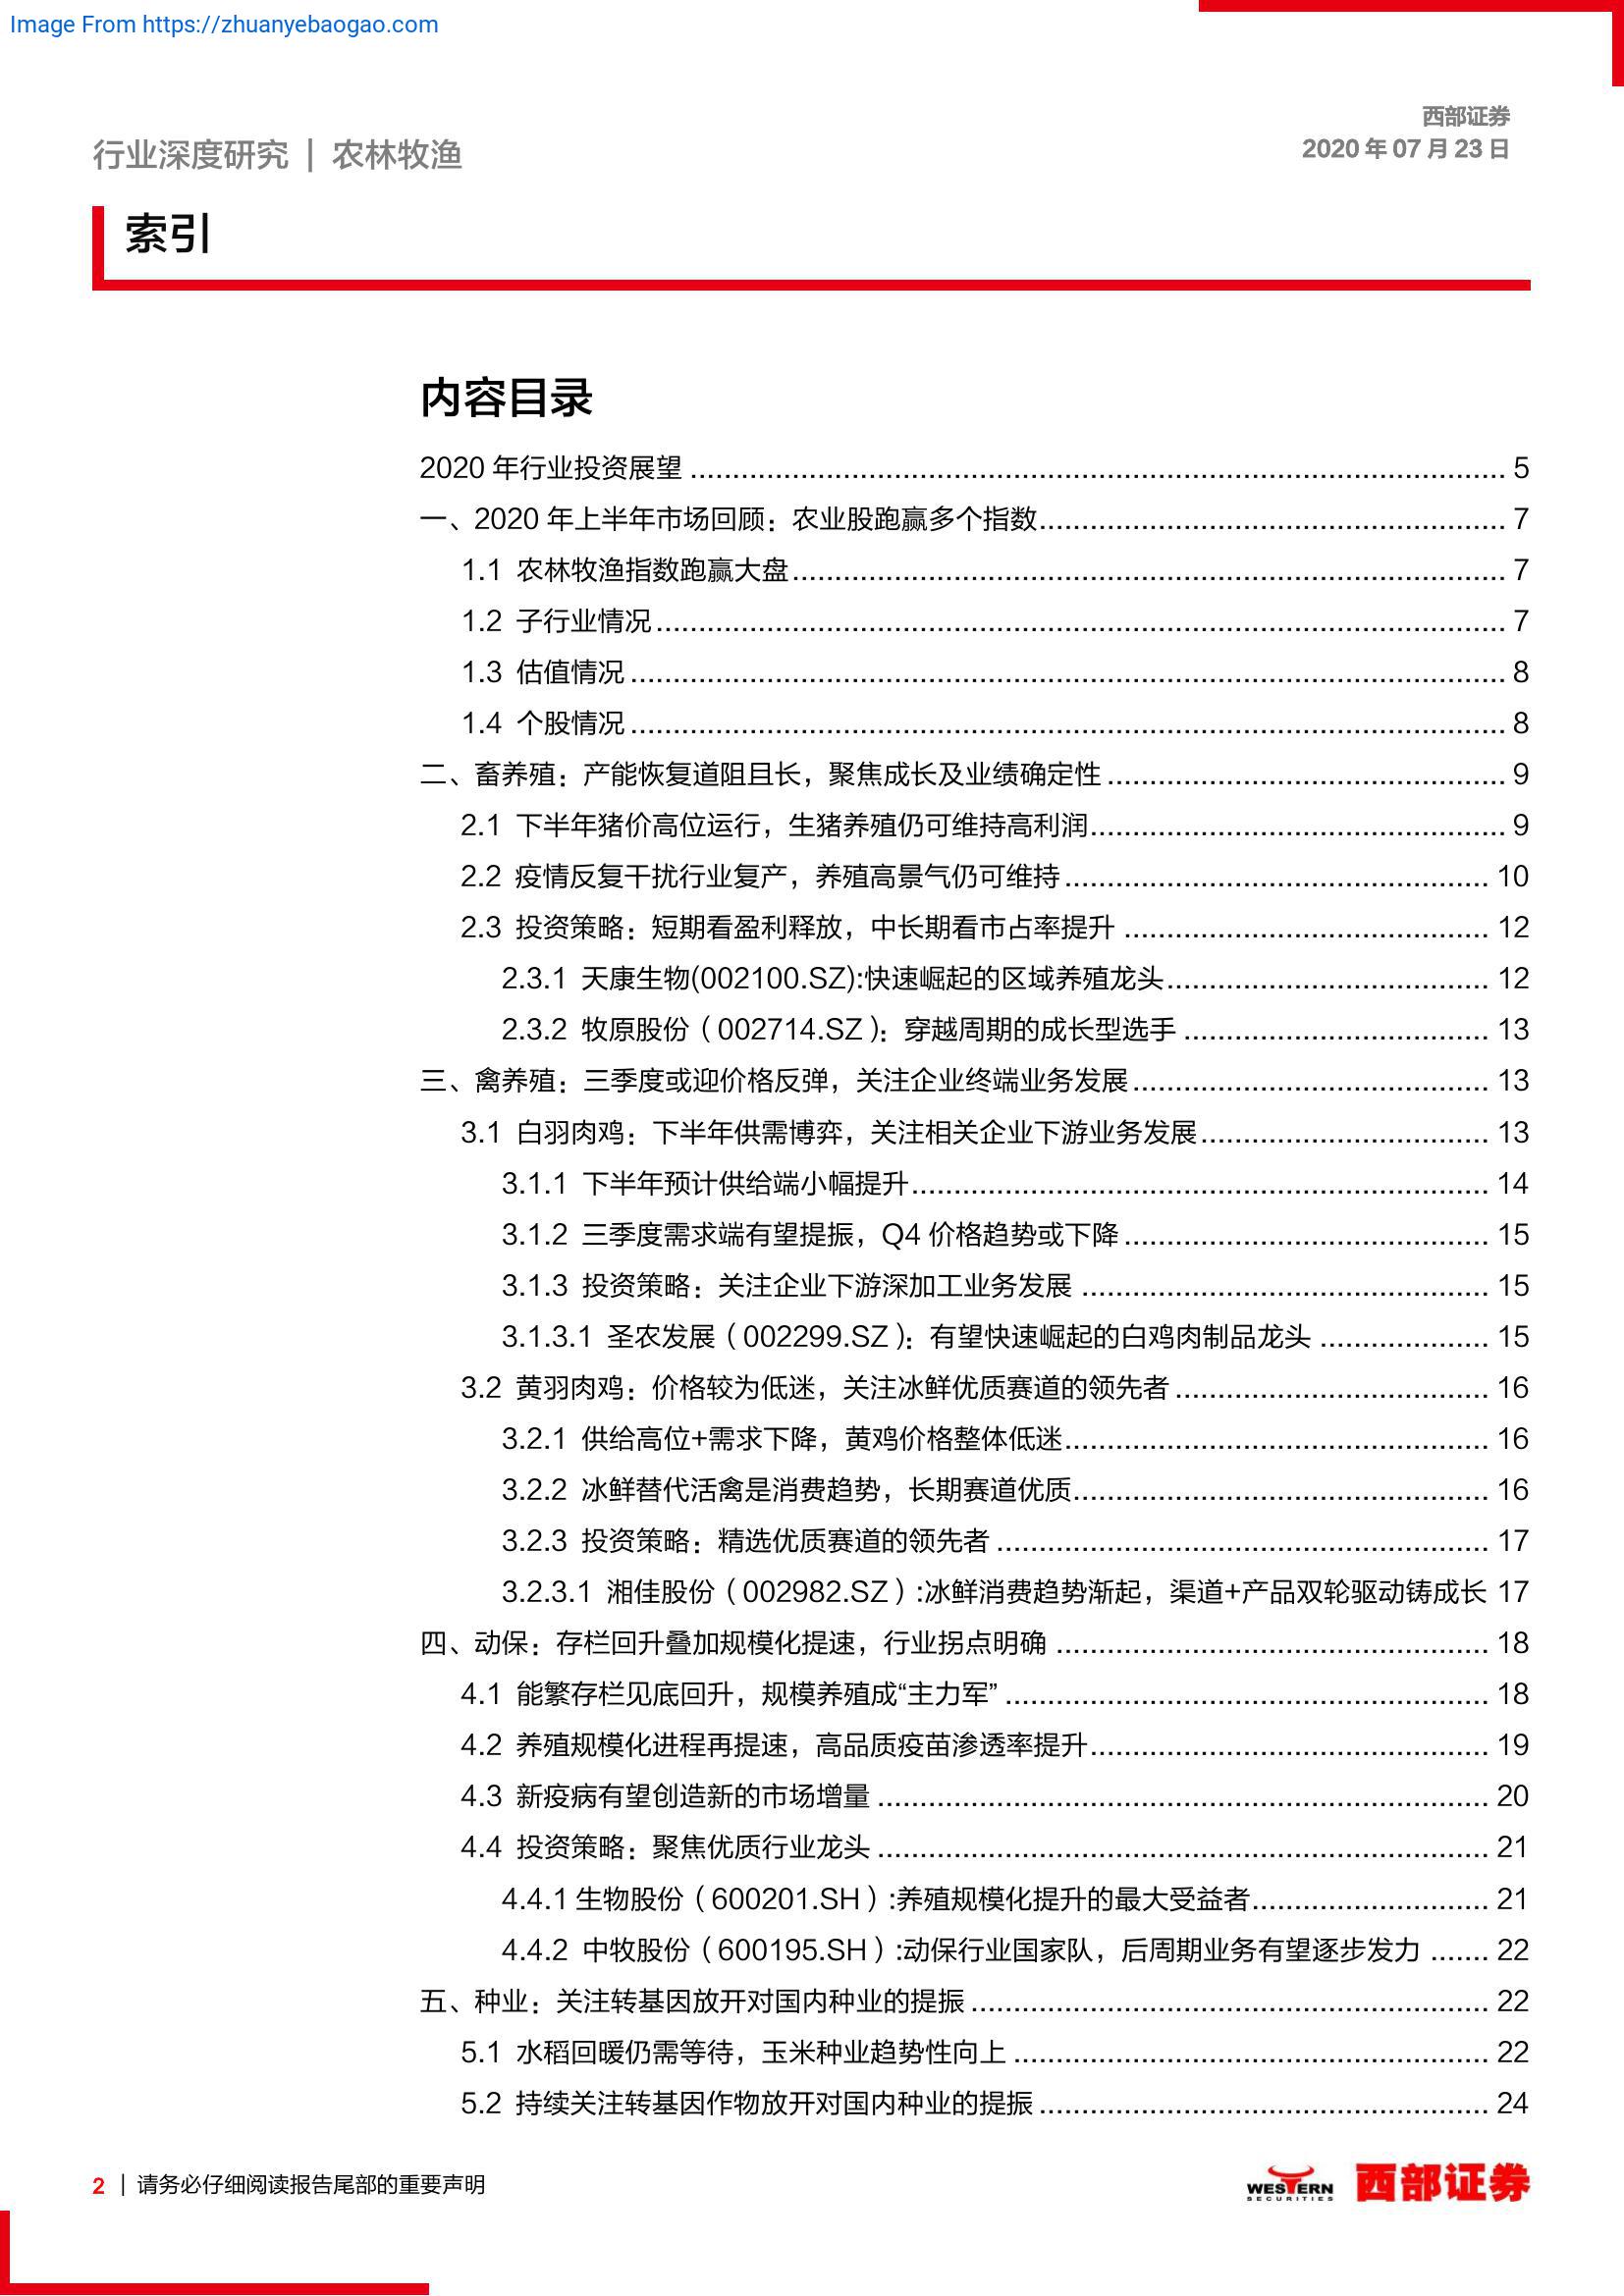 Image From https://zhuanyebaogao.com
西部证券
行业深度研究 | 农林牧渔
2020 年 07 月 23 日
索引
内容目录
2020 年行业投资展望 ........ 5
一、2020 年上半年市场回顾：农业股跑赢多个指数........ 7
1.1 农林牧渔指数跑赢大盘........ 7
1.2 子行业情况........ 7
1.3 估值情况........ 8
1.4 个股情况........ 8
二、畜养殖：产能恢复道阻且长，聚焦成长及业绩确定性........ 9
2.1 下半年猪价高位运行，生猪养殖仍可维持高利润........ 9
2.2 疫情反复干扰行业复产，养殖高景气仍可维持........ 10
2.3 投资策略：短期看盈利释放，中长期看市占率提升 ........ 12
2.3.1 天康生物(002100.SZ):快速崛起的区域养殖龙头........ 12
2.3.2 牧原股份（002714.SZ）：穿越周期的成长型选手 ........ 13
三、禽养殖：三季度或迎价格反弹，关注企业终端业务发展........ 13
3.1 白羽肉鸡：下半年供需博弈，关注相关企业下游业务发展........ 13
3.1.1 下半年预计供给端小幅提升........ 14
3.1.2 三季度需求端有望提振，Q4 价格趋势或下降........ 15
3.1.3 投资策略：关注企业下游深加工业务发展 ........ 15
3.1.3.1 圣农发展（002299.SZ）：有望快速崛起的白鸡肉制品龙头 ........ 15
3.2 黄羽肉鸡：价格较为低迷，关注冰鲜优质赛道的领先者........ 16
3.2.1 供给高位+需求下降，黄鸡价格整体低迷........ 16
3.2.2 冰鲜替代活禽是消费趋势，长期赛道优质........ 16
3.2.3 投资策略：精选优质赛道的领先者 ........ 17
3.2.3.1 湘佳股份（002982.SZ）:冰鲜消费趋势渐起，渠道+产品双轮驱动铸成长 17
四、动保：存栏回升叠加规模化提速，行业拐点明确 ........ 18
4.1 能繁存栏见底回升，规模养殖成“主力军” ........ 18
4.2 养殖规模化进程再提速，高品质疫苗渗透率提升........ 19
4.3 新疫病有望创造新的市场增量 ........ 20
4.4 投资策略：聚焦优质行业龙头 ........ 21
4.4.1 生物股份（600201.SH）:养殖规模化提升的最大受益者........ 21
4.4.2 中牧股份（600195.SH）:动保行业国家队，后周期业务有望逐步发力 ....... 22
五、种业：关注转基因放开对国内种业的提振 ........ 22
5.1 水稻回暖仍需等待，玉米种业趋势性向上 ........ 22
5.2 持续关注转基因作物放开对国内种业的提振 ........ 24
2 | 请务必仔细阅读报告尾部的重要声明
WESTERN
SECURITIES
西部证券